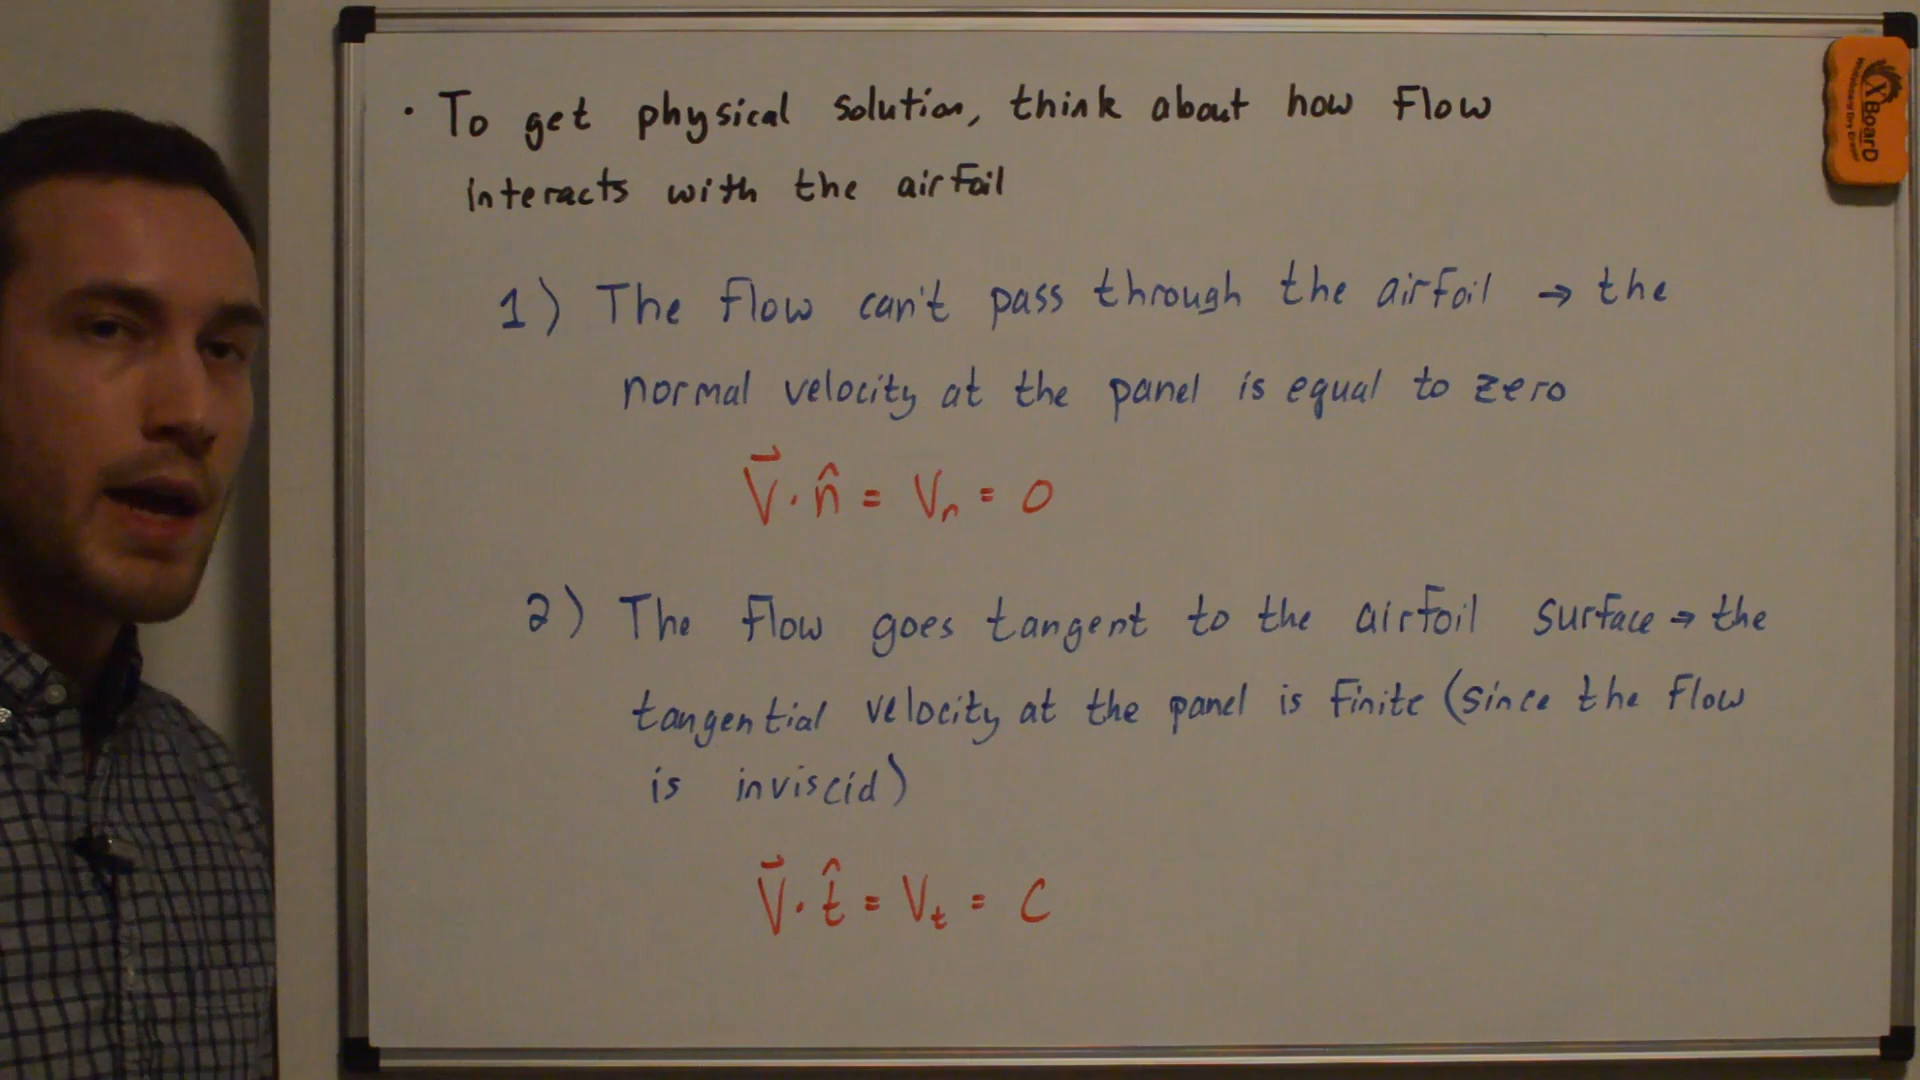 · To get physical solution, think about how flow
interacts with the airfoil
1) The flow can't pass through the airfoil → the
normal velocity at the panel is equal to zero
V⃗ · n̂ = Vₙ = 0
2) The flow goes tangent to the airfoil surface → the
tangential velocity at the panel is finite (since the flow
is inviscid)
V⃗ · t̂ = Vₜ = C
XBoarD